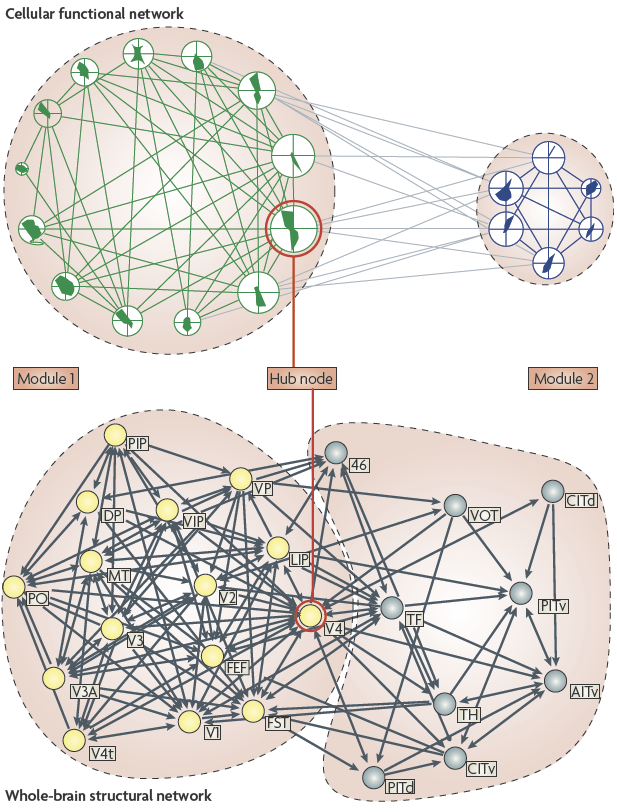 Cellular functional network
Module 1
Hub node
Module 2
PIP
46
VP
CITd
DP
VIP
VOT
LIP
MT
PO
V2
PITv
V4
TF
V3
FEF
V3A
AITv
TH
V1
FST
V4t
CITv
PITd
Whole-brain structural network